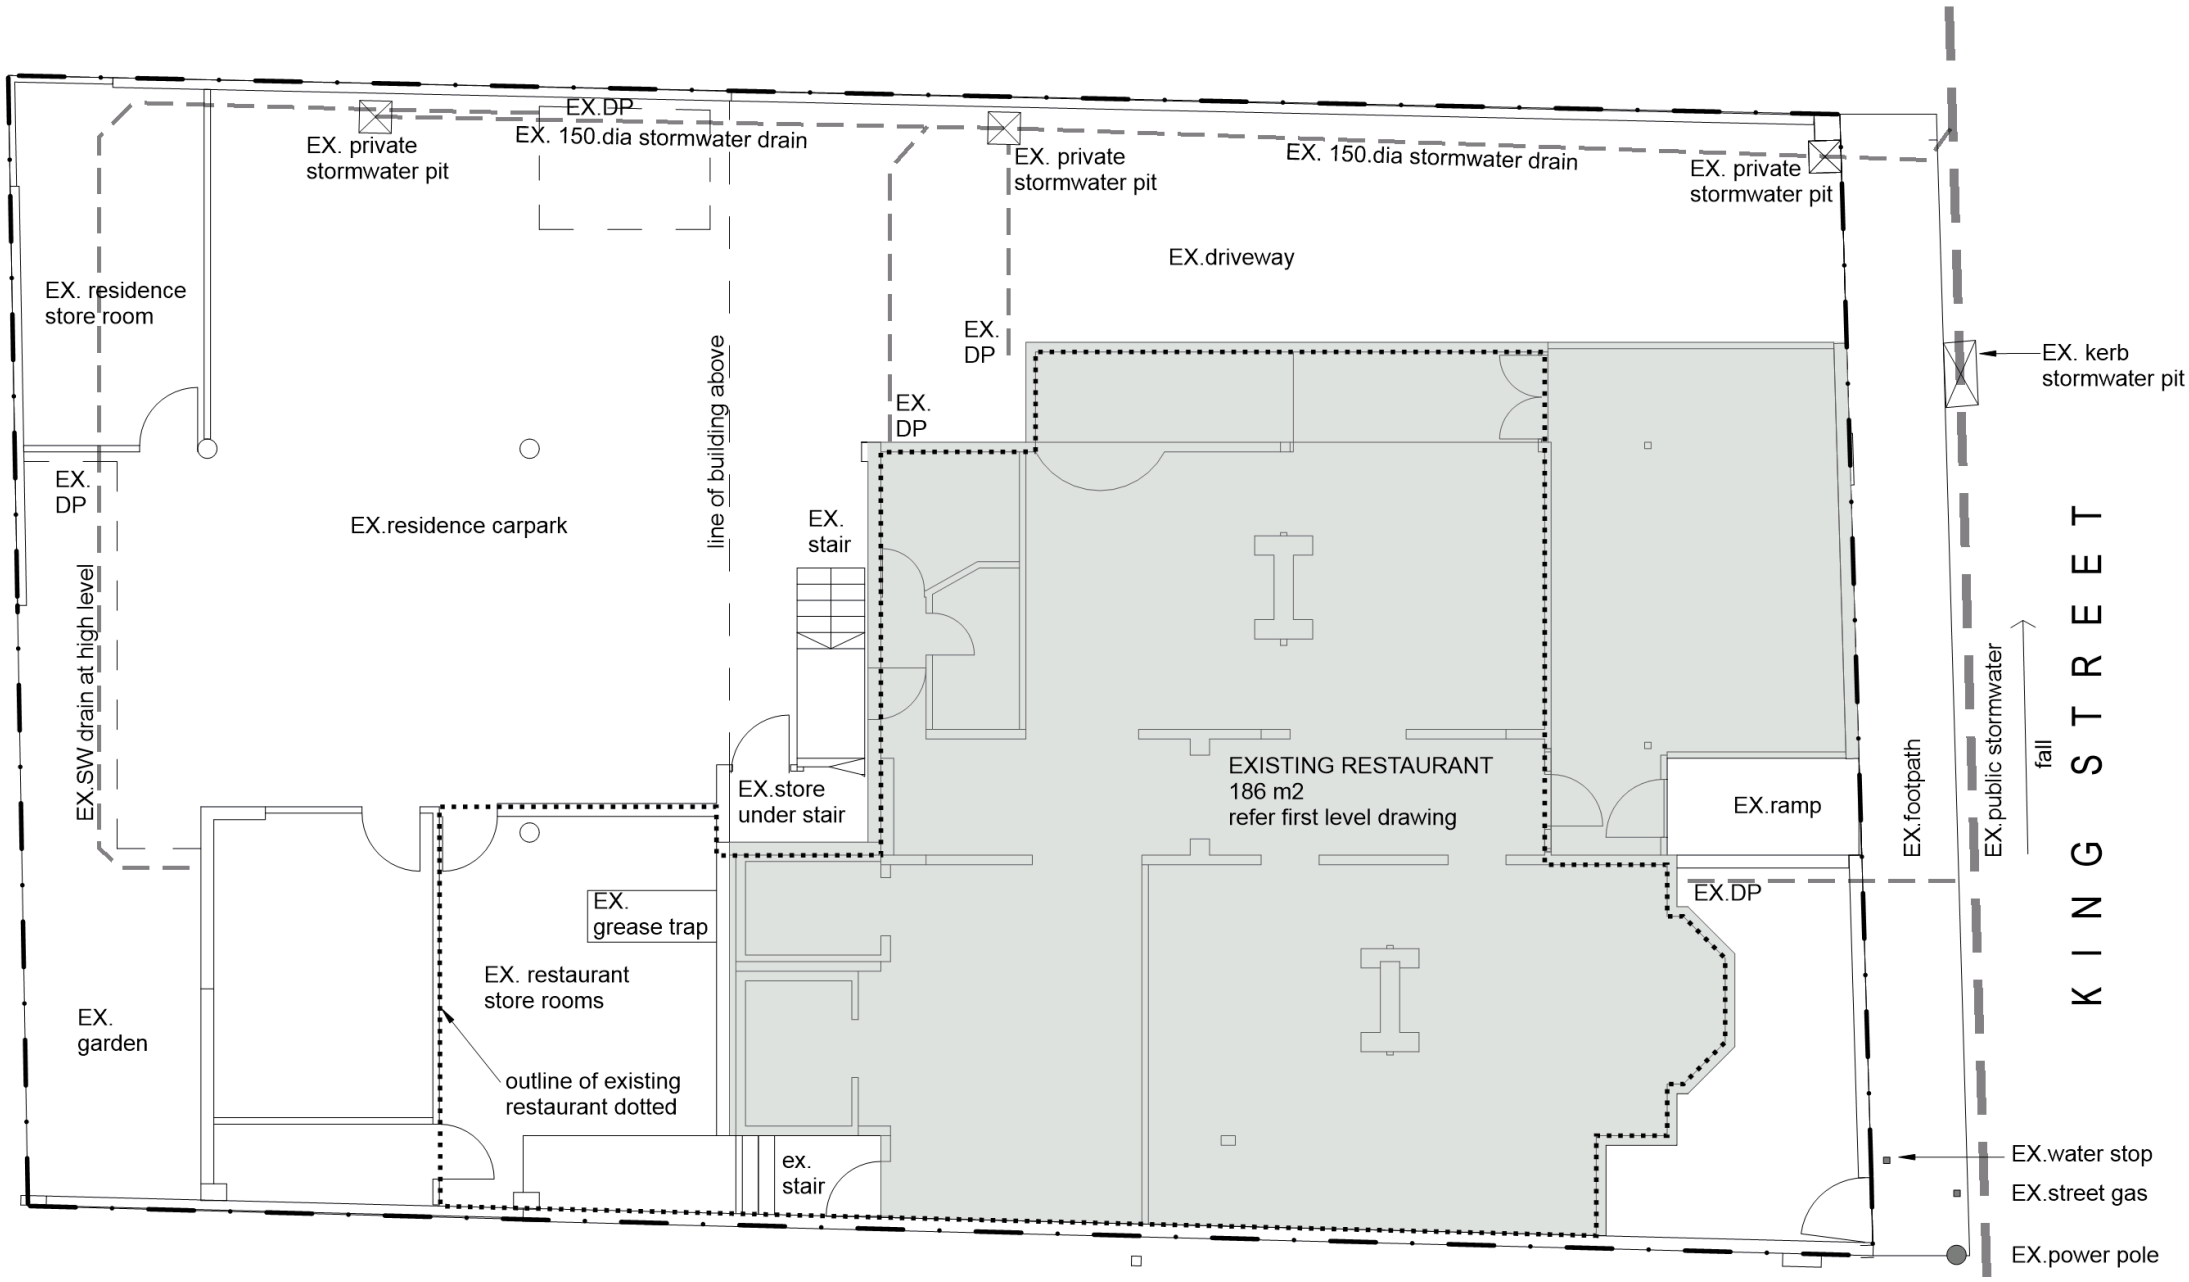 EX.DP
EX. 150.dia stormwater drain
EX. private
stormwater pit
EX. private
stormwater pit
EX. 150.dia stormwater drain
EX. private
stormwater pit
EX.driveway
EX. residence
store room
EX.
DP
EX. kerb
stormwater pit
EX.
DP
line of building above
EX.
DP
EX.residence carpark
EX.
stair
KING STREET
EX.SW drain at high level
EX.footpath
EX.public stormwater
fall
EXISTING RESTAURANT
186 m2
refer first level drawing
EX.store
under stair
EX.ramp
EX.DP
EX.
grease trap
EX. restaurant
store rooms
EX.
garden
outline of existing
restaurant dotted
ex.
stair
EX.water stop
EX.street gas
EX.power pole